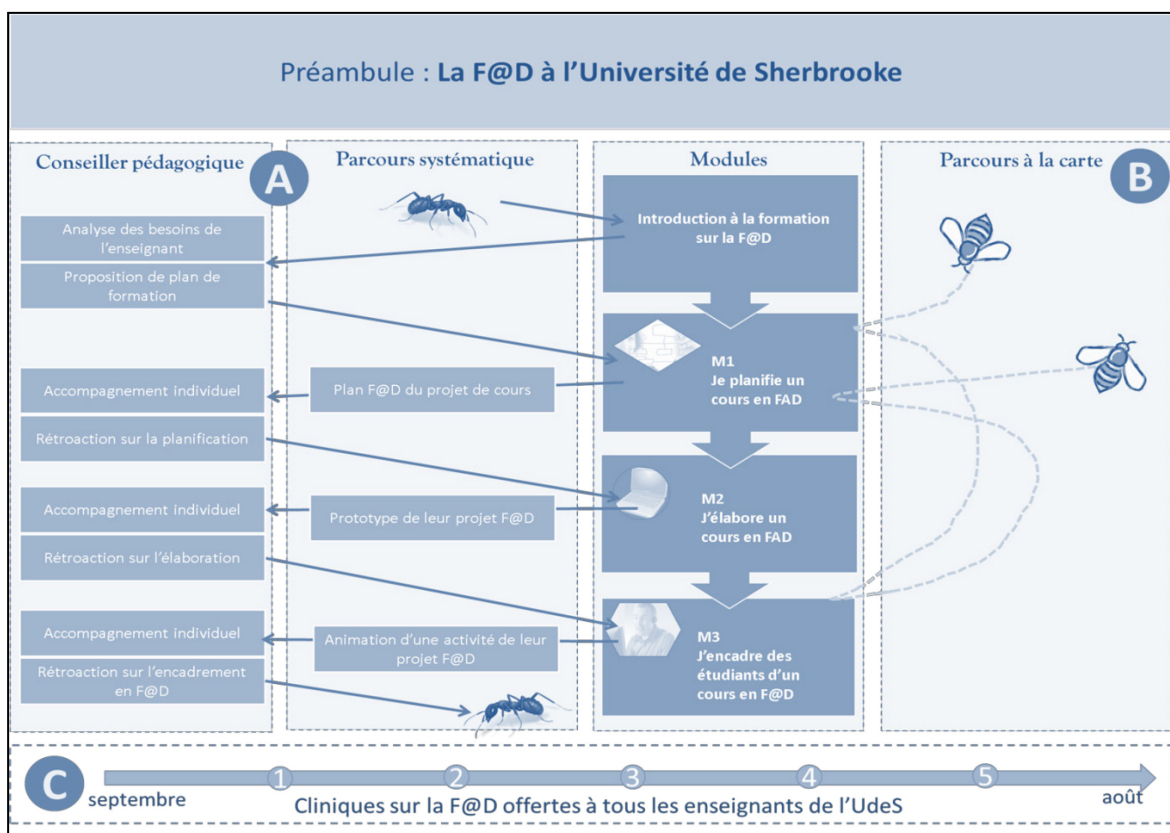 Préambule : La F@D à l'Université de Sherbrooke
Conseiller pédagogique
A
Parcours systématique
Modules
Parcours à la carte
B
Analyse des besoins de
l'enseignant
Proposition de plan de
formation
Introduction à la formation
sur la F@D
M1
Je planifie un
cours en FAD
Accompagnement individuel
Plan F@D du projet de cours
Rétroaction sur la planification
M2
J'élabore un
cours en FAD
Accompagnement individuel
Prototype de leur projet F@D
Rétroaction sur l'élaboration
M3
J'encadre des
étudiants d'un
cours en F@D
Accompagnement individuel
Animation d'une activité de
leur projet F@D
Rétroaction sur l'encadrement
en F@D
C
1
2
3
4
5
septembre
Cliniques sur la F@D offertes à tous les enseignants de l'UdeS
août